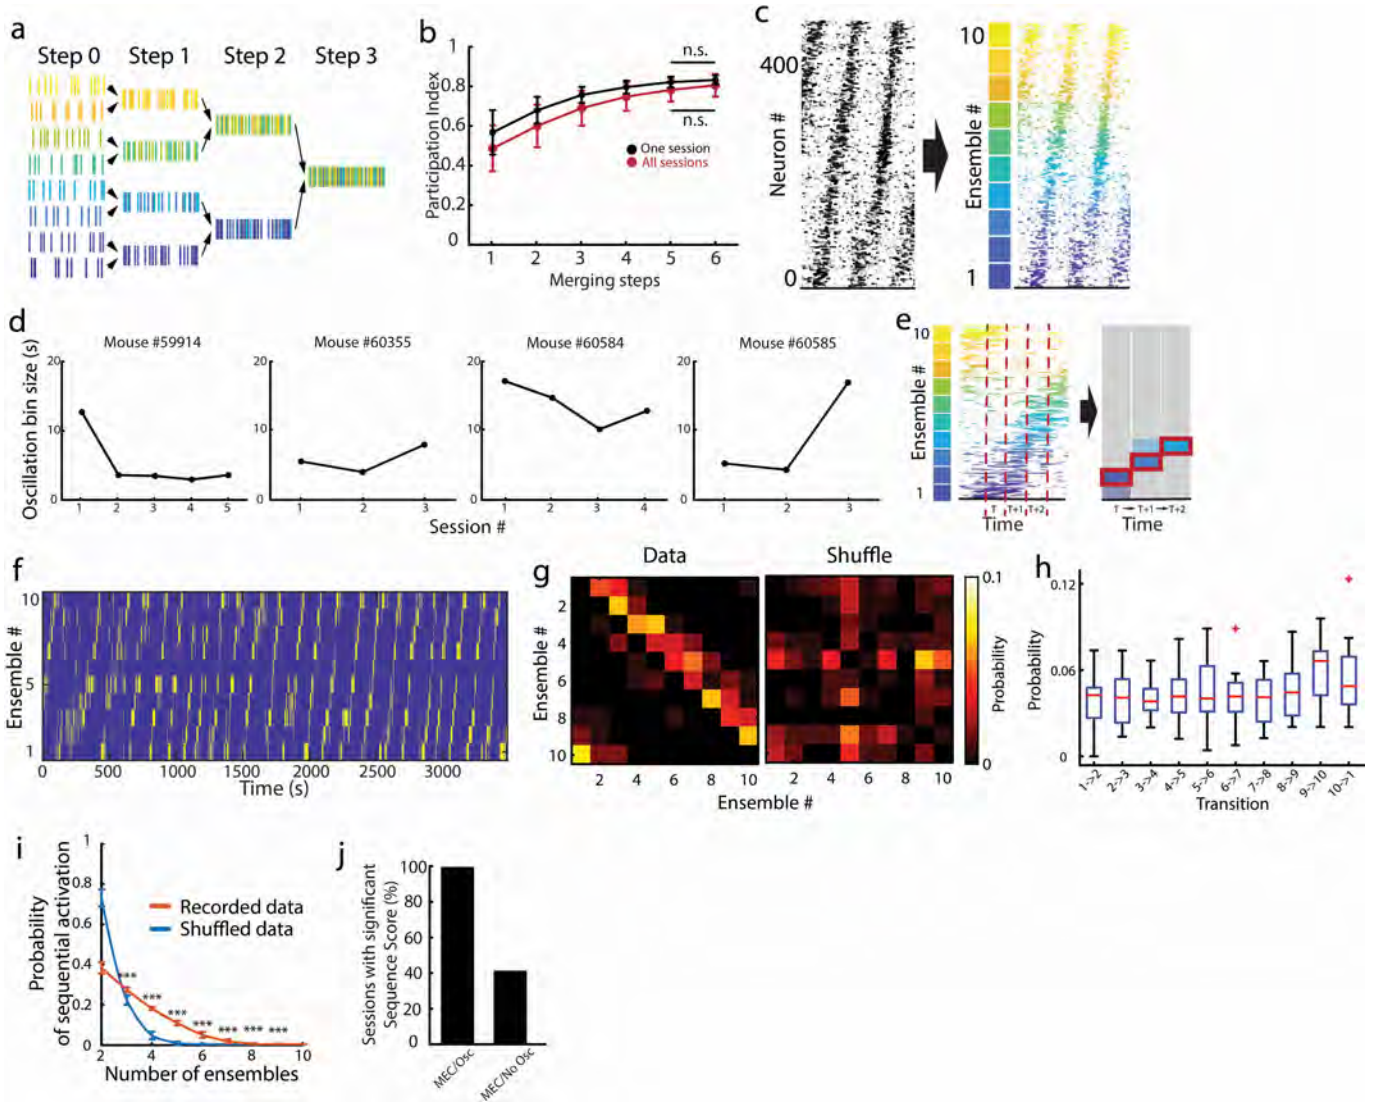 a
Step 0 Step 1 Step 2 Step 3
b
Participation Index
1
0.8
0.6
0.4
0.2
0
n.s.
n.s.
One session
All sessions
1 2 3 4 5 6
Merging steps
c
Neuron #
400
0
Ensemble #
10
1
d
Oscillation bin size (s)
Mouse #59914
20
10
0
1 2 3 4 5
Mouse #60355
20
10
0
1 2 3
Mouse #60584
20
10
0
1 2 3 4
Mouse #60585
20
10
0
1 2 3
Session #
e
Ensemble #
10
1
T T+1 T+2
Time
T T+1 T+2
Time
f
Ensemble #
10
5
1
0 500 1000 1500 2000 2500 3000
Time (s)
g
Data Shuffle
Ensemble #
2
4
6
8
10
2 4 6 8 10
2 4 6 8 10
Ensemble #
0.1
Probability
0
h
Probability
0.12
0.06
0
1->2 2->3 3->4 4->5 5->6 6->7 7->8 8->9 9->10 10->1
Transition
i
Probability
of sequential activation
1
0.8
0.6
0.4
0.2
0
Recorded data
Shuffled data
*** *** *** *** *** *** ***
2 4 6 8 10
Number of ensembles
j
Sessions with significant
Sequence Score (%)
100
80
60
40
20
0
MEC/Osc
MEC/No Osc